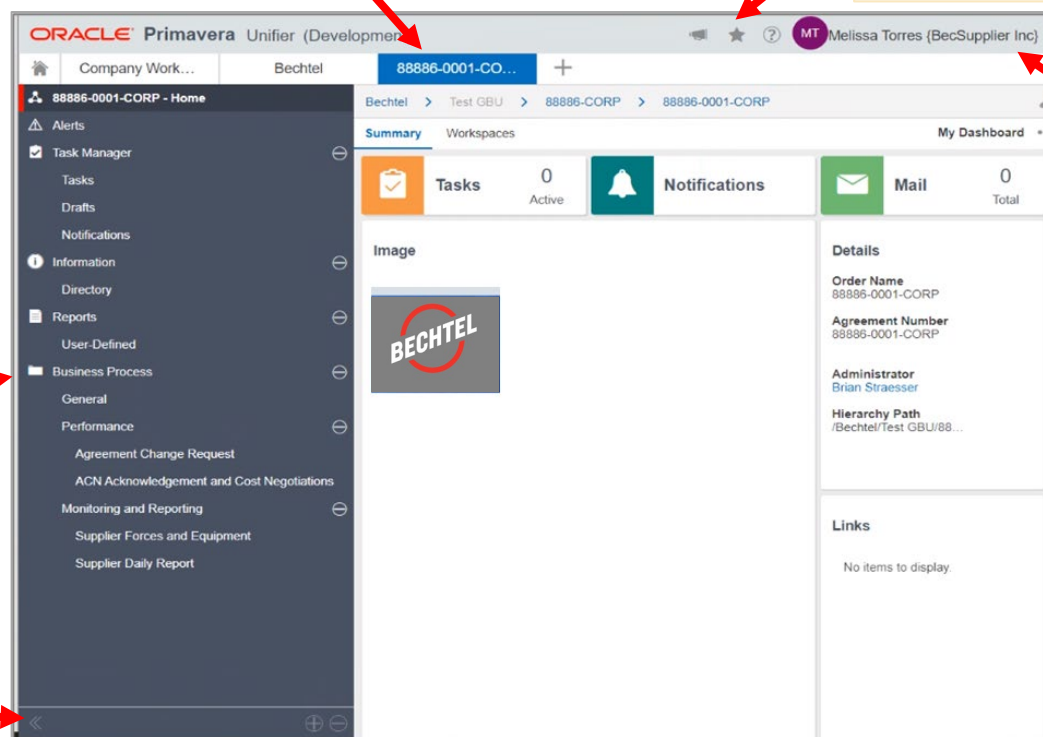 ORACLE Primavera Unifier (Developmen
? MT Melissa Torres {BecSupplier Inc}
Company Work... Bechtel 88886-0001-CO... +
88886-0001-CORP - Home
Alerts
Task Manager
Tasks
Drafts
Notifications
Information
Directory
Reports
User-Defined
Business Process
General
Performance
Agreement Change Request
ACN Acknowledgement and Cost Negotiations
Monitoring and Reporting
Supplier Forces and Equipment
Supplier Daily Report
Bechtel > Test GBU > 88886-CORP > 88886-0001-CORP
Summary Workspaces My Dashboard
Tasks 0 Active
Notifications
Mail 0 Total
Image
BECHTEL
Details
Order Name
88886-0001-CORP
Agreement Number
88886-0001-CORP
Administrator
Brian Straesser
Hierarchy Path
/Bechtel/Test GBU/88...
Links
No items to display.